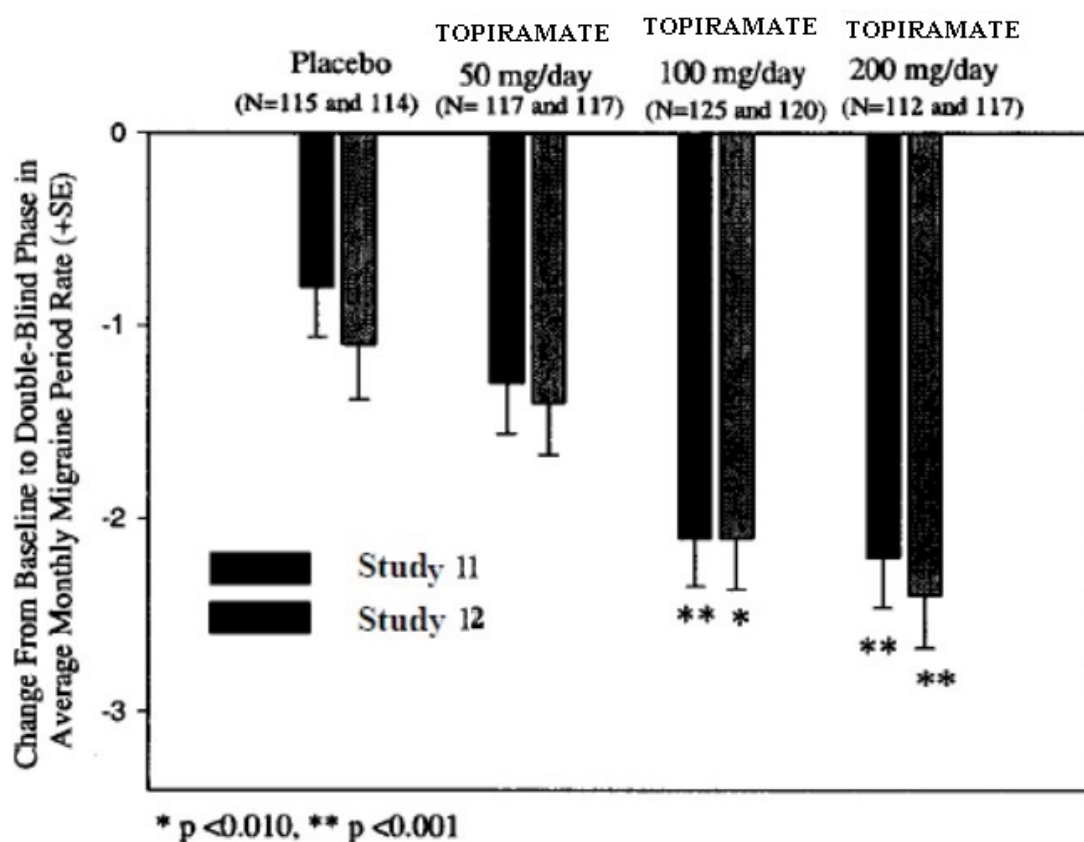 TOPIRAMATE TOPIRAMATE TOPIRAMATE
Placebo 50 mg/day 100 mg/day 200 mg/day
(N=115 and 114) (N= 117 and 117) (N=125 and 120) (N=112 and 117)
Change From Baseline to Double-Blind Phase in
Average Monthly Migraine Period Rate (+SE)
0
-1
-2
-3
Study 11
Study 12
** * ** **
* p <0.010, ** p <0.001